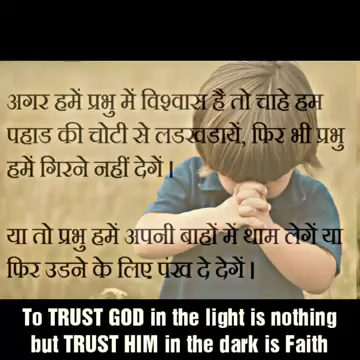 अगर हमें प्रभु में विश्वास है तो चाहे हम
पहाड की चोटी से लडखडायें, फिर भी प्रभु
हमें गिरने नहीं देगें।
या तो प्रभु हमें अपनी बाहों में थाम लेगें या
फिर उडने के लिए पंख दे देगें।
To TRUST GOD in the light is nothing
but TRUST HIM in the dark is Faith